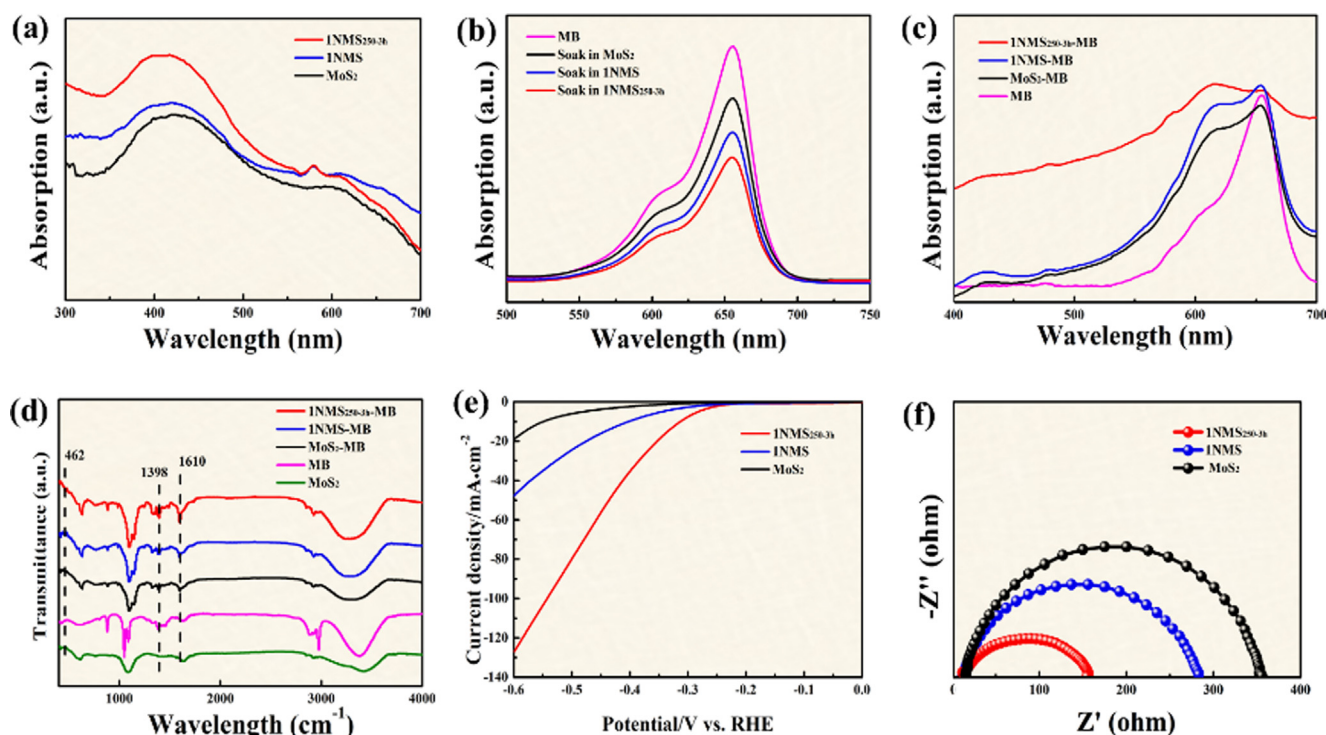 (a)
1NMS250-3h
1NMS
MoS2
Absorption (a.u.)
300 400 500 600 700
Wavelength (nm)
(b)
MB
Soak in MoS2
Soak in 1NMS
Soak in 1NMS250-3h
Absorption (a.u.)
500 550 600 650 700 750
Wavelength (nm)
(c)
1NMS250-3h-MB
1NMS-MB
MoS2-MB
MB
Absorption (a.u.)
400 500 600 700
Wavelength (nm)
(d)
1NMS250-3h-MB
1NMS-MB
MoS2-MB
MB
MoS2
462
1398
1610
Transmittance (a.u.)
1000 2000 3000 4000
Wavelength (cm-1)
(e)
0
-20
-40
-60
-80
-100
-120
-140
1NMS250-3h
1NMS
MoS2
Current density/mA.cm-2
-0.6 -0.5 -0.4 -0.3 -0.2 -0.1 0.0
Potential/V vs. RHE
(f)
1NMS250-3h
1NMS
MoS2
-Z'' (ohm)
0 100 200 300 400
Z' (ohm)